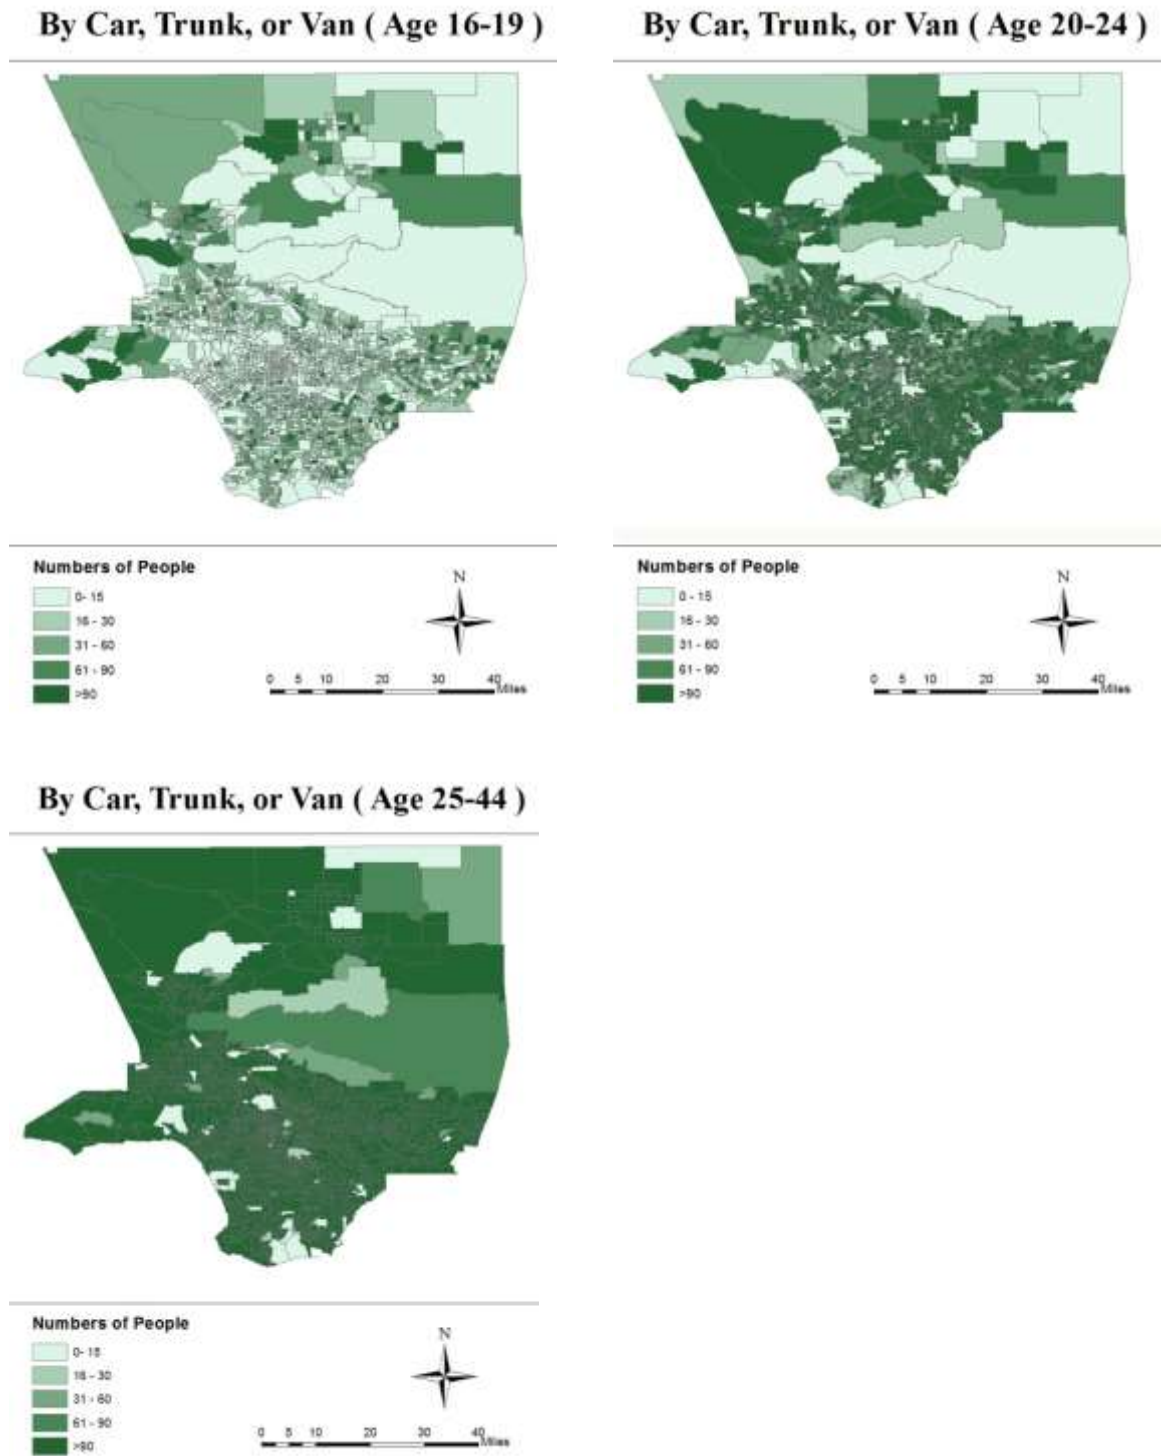 By Car, Trunk, or Van ( Age 16-19 )
By Car, Trunk, or Van ( Age 20-24 )
Numbers of People
0- 15
16 - 30
31 - 60
61 - 90
>90
N
0 5 10 20 30 40
Miles
Numbers of People
0 - 15
16 - 30
31 - 60
61 - 90
>90
N
0 5 10 20 30 40
Miles
By Car, Trunk, or Van ( Age 25-44 )
Numbers of People
0- 15
16 - 30
31 - 60
61 - 90
>90
N
0 5 10 20 30 40
Miles